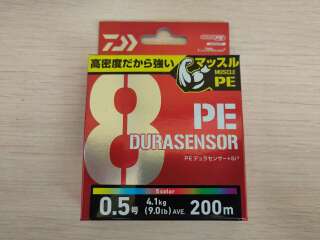 DAIWA
高密度だから強い
マッスル
MUSCLE
PE
8
PE
DURASENSOR
PEデュラセンサー×8+Si²
5color
0.5号
4.1kg
(9.0lb)AVE.
200m